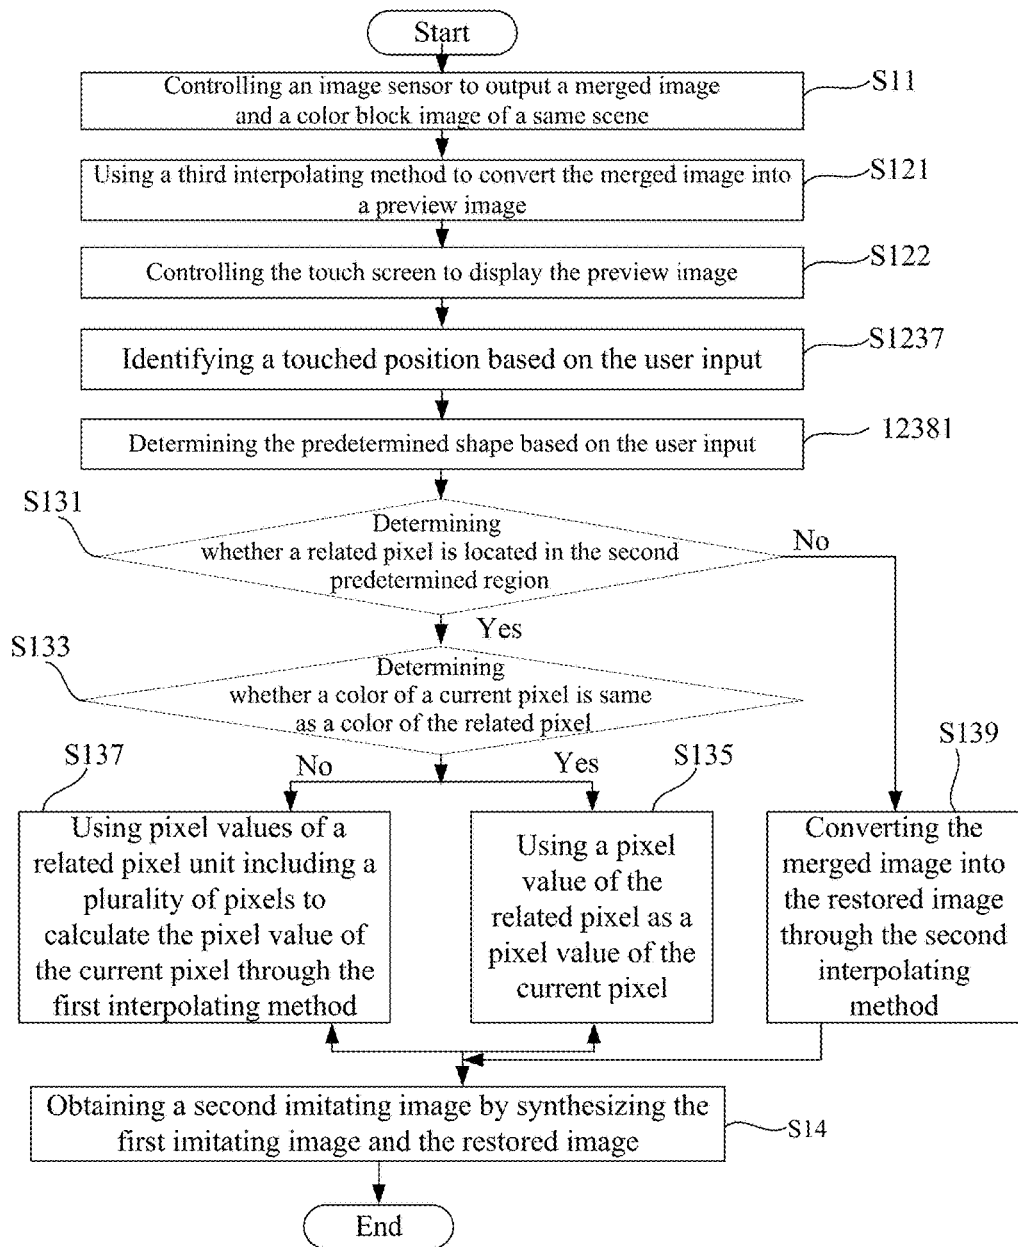 Start
Controlling an image sensor to output a merged image
and a color block image of a same scene
S11
Using a third interpolating method to convert the merged image into
a preview image
S121
Controlling the touch screen to display the preview image
S122
Identifying a touched position based on the user input
S1237
Determining the predetermined shape based on the user input
12381
S131
Determining
whether a related pixel is located in the second
predetermined region
No
Yes
S133
Determining
whether a color of a current pixel is same
as a color of the related pixel
S137
No
Yes
S135
S139
Using pixel values of a
related pixel unit including a
plurality of pixels to
calculate the pixel value of
the current pixel through the
first interpolating method
Using a pixel
value of the
related pixel as a
pixel value of the
current pixel
Converting the
merged image into
the restored image
through the second
interpolating
method
Obtaining a second imitating image by synthesizing the
first imitating image and the restored image
S14
End